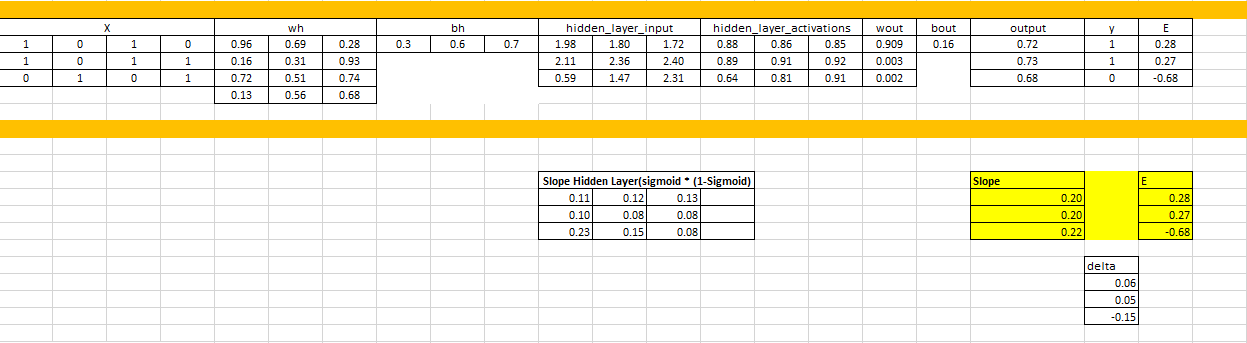 X wh bh hidden_layer_input hidden_layer_activations wout bout output y E
1 0 1 0 0.96 0.69 0.28 0.3 0.6 0.7 1.98 1.80 1.72 0.88 0.86 0.85 0.909 0.16 0.72 1 0.28
1 0 1 1 0.16 0.31 0.93 2.11 2.36 2.40 0.89 0.91 0.92 0.003 0.73 1 0.27
0 1 0 1 0.72 0.51 0.74 0.59 1.47 2.31 0.64 0.81 0.91 0.002 0.68 0 -0.68
0.13 0.56 0.68
Slope Hidden Layer(sigmoid * (1-Sigmoid) Slope E
0.11 0.12 0.13 0.20 0.28
0.10 0.08 0.08 0.20 0.27
0.23 0.15 0.08 0.22 -0.68
delta
0.06
0.05
-0.15